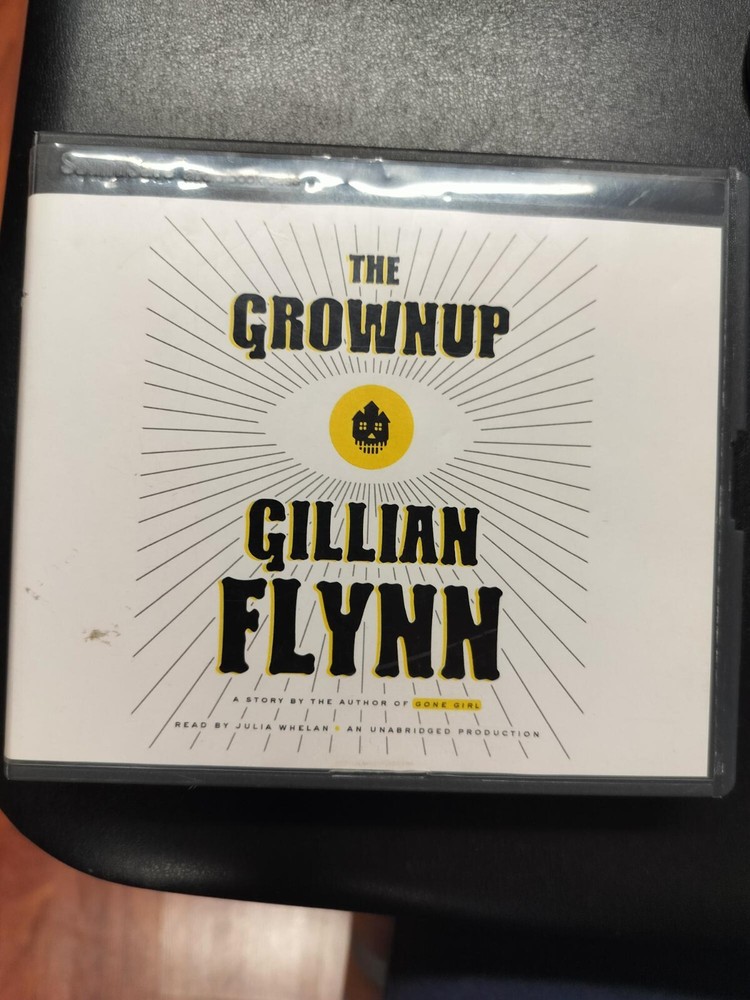 THE
GROWNUP
GILLIAN
FLYNN
A STORY BY THE AUTHOR OF GONE GIRL
READ BY JULIA WHELAN • AN UNABRIDGED PRODUCTION